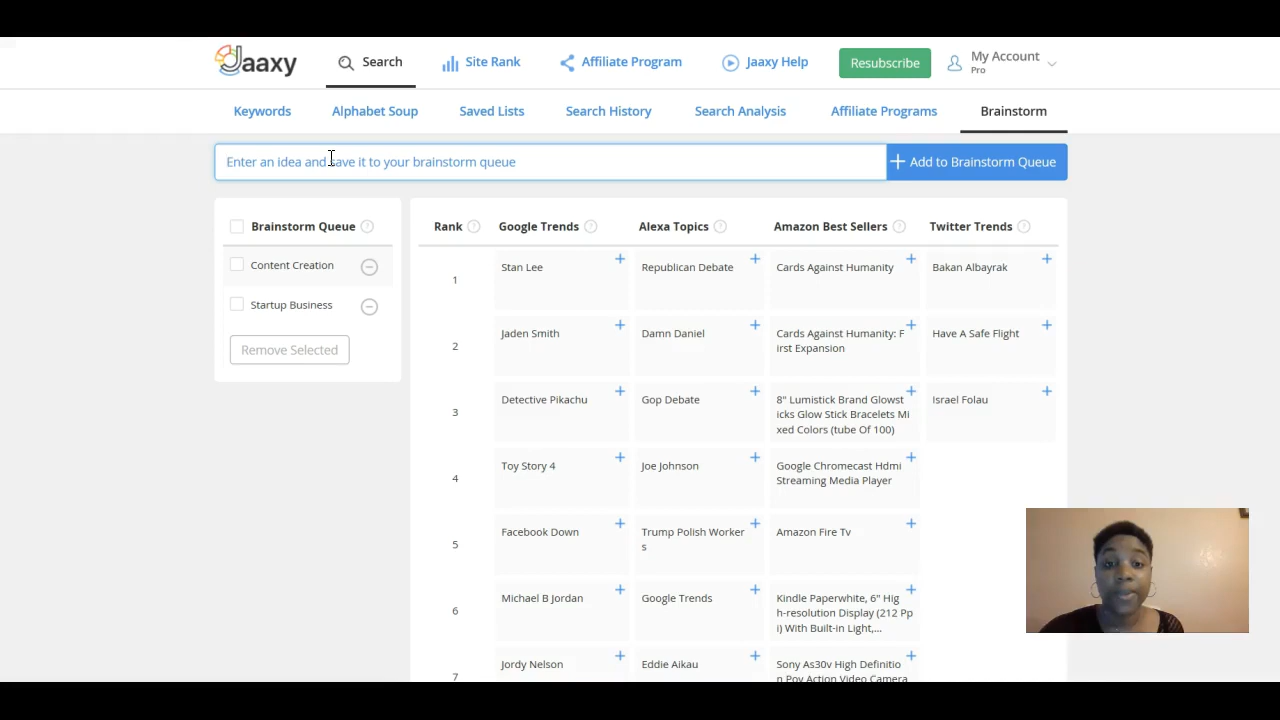 Jaaxy
Search
Site Rank
Affiliate Program
Jaaxy Help
Resubscribe
My Account
Pro
Keywords
Alphabet Soup
Saved Lists
Search History
Search Analysis
Affiliate Programs
Brainstorm
Enter an idea and save it to your brainstorm queue
+ Add to Brainstorm Queue
Brainstorm Queue ?
Content Creation
Startup Business
Remove Selected
Rank ? Google Trends ? Alexa Topics ? Amazon Best Sellers ? Twitter Trends ?
1
Stan Lee
Republican Debate
Cards Against Humanity
Bakan Albayrak
2
Jaden Smith
Damn Daniel
Cards Against Humanity: F
irst Expansion
Have A Safe Flight
3
Detective Pikachu
Gop Debate
8" Lumistick Brand Glowst
icks Glow Stick Bracelets Mi
xed Colors (tube Of 100)
Israel Folau
4
Toy Story 4
Joe Johnson
Google Chromecast Hdmi
Streaming Media Player
5
Facebook Down
Trump Polish Worker
s
Amazon Fire Tv
6
Michael B Jordan
Google Trends
Kindle Paperwhite, 6" Hig
h-resolution Display (212 Pp
i) With Built-in Light,...
7
Jordy Nelson
Eddie Aikau
Sony As30v High Definitio
n Pov Action Video Camera